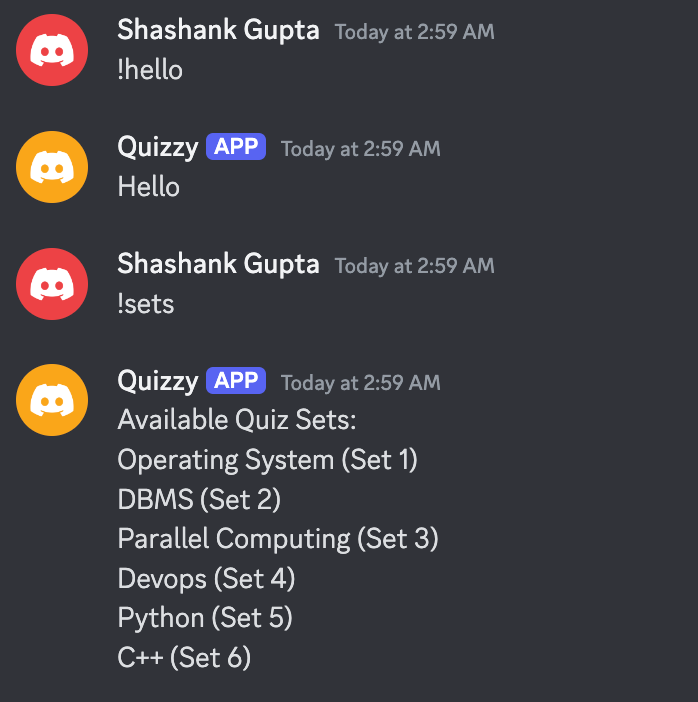 Shashank Gupta Today at 2:59 AM
!hello
Quizzy APP Today at 2:59 AM
Hello
Shashank Gupta Today at 2:59 AM
!sets
Quizzy APP Today at 2:59 AM
Available Quiz Sets:
Operating System (Set 1)
DBMS (Set 2)
Parallel Computing (Set 3)
Devops (Set 4)
Python (Set 5)
C++ (Set 6)